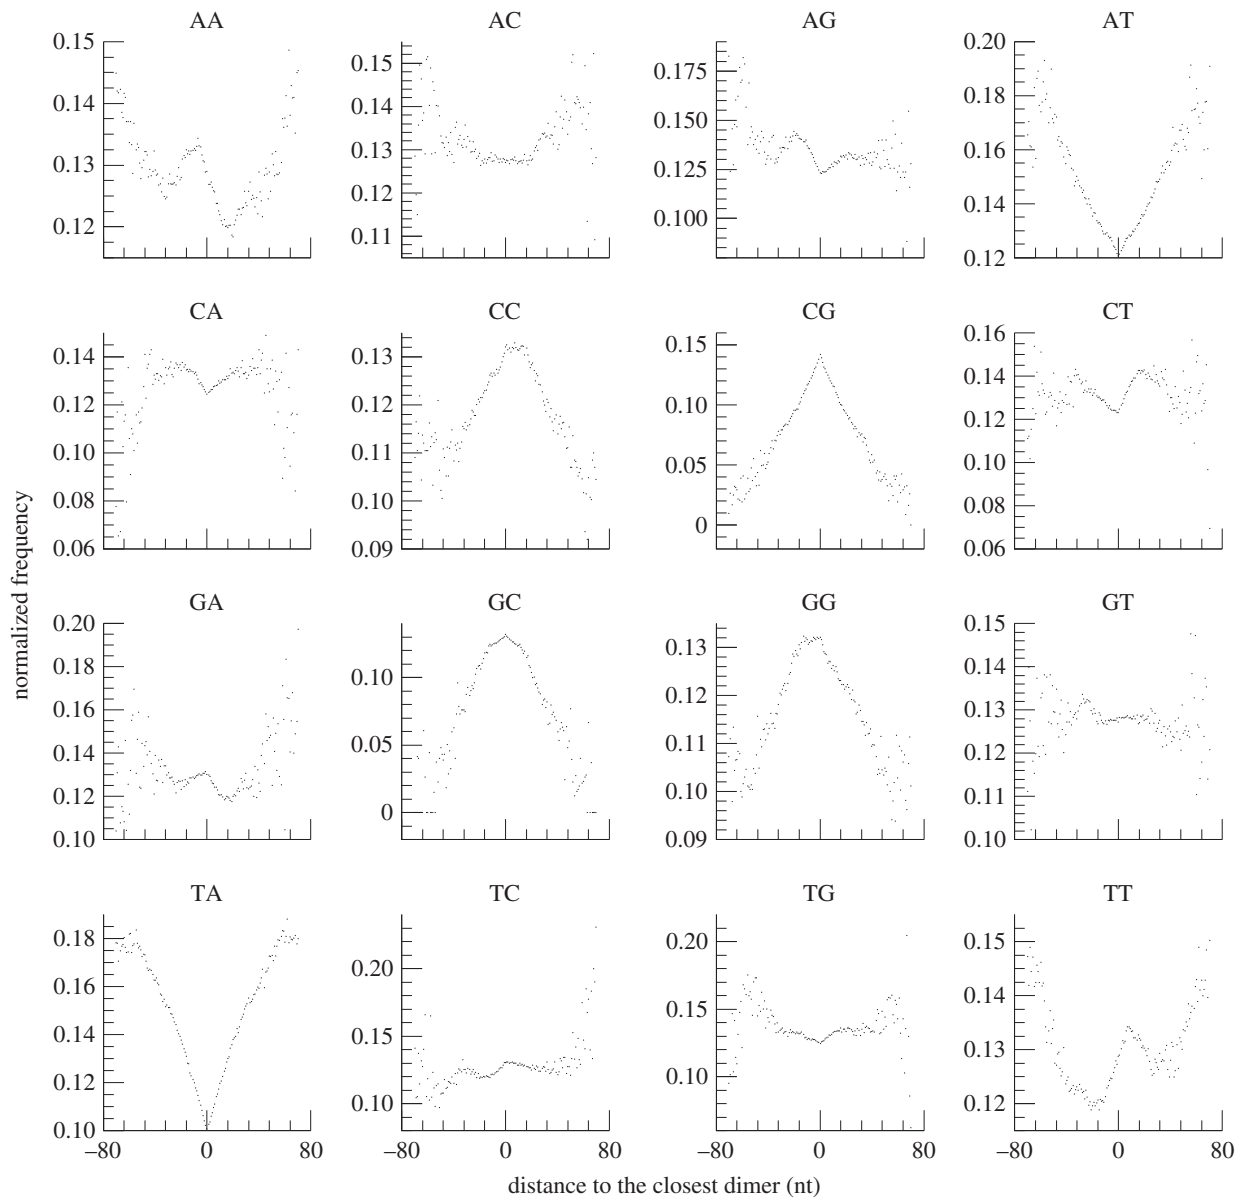 AA AC AG AT
0.15 0.14 0.13 0.12
0.15 0.14 0.13 0.12 0.11
0.175 0.150 0.125 0.100
0.20 0.18 0.16 0.14 0.12
CA CC CG CT
0.14 0.12 0.10 0.08 0.06
0.13 0.12 0.11 0.10 0.09
0.15 0.10 0.05 0
0.16 0.14 0.12 0.10 0.08 0.06
normalized frequency
GA GC GG GT
0.20 0.18 0.16 0.14 0.12 0.10
0.10 0.05 0
0.13 0.12 0.11 0.10 0.09
0.15 0.14 0.13 0.12 0.11 0.10
TA TC TG TT
0.18 0.16 0.14 0.12 0.10
0.20 0.15 0.10
0.20 0.15 0.10
0.15 0.14 0.13 0.12
–80 0 80 –80 0 80 –80 0 80 –80 0 80
distance to the closest dimer (nt)